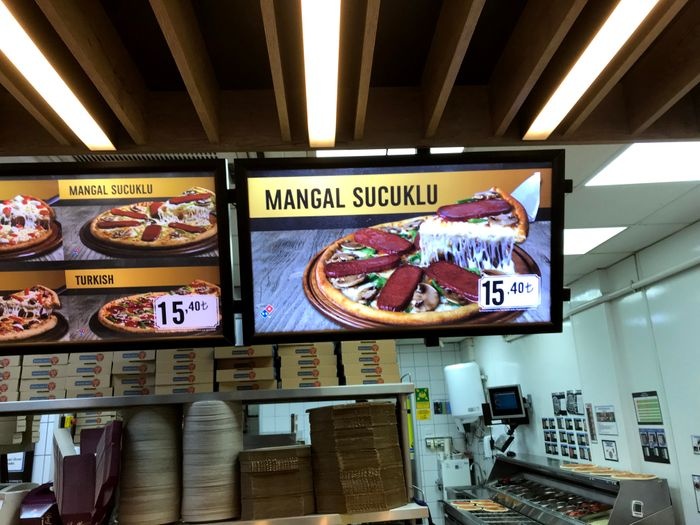 MANGAL SUCUKLU
TURKISH
15,40₺
MANGAL SUCUKLU
15,40₺